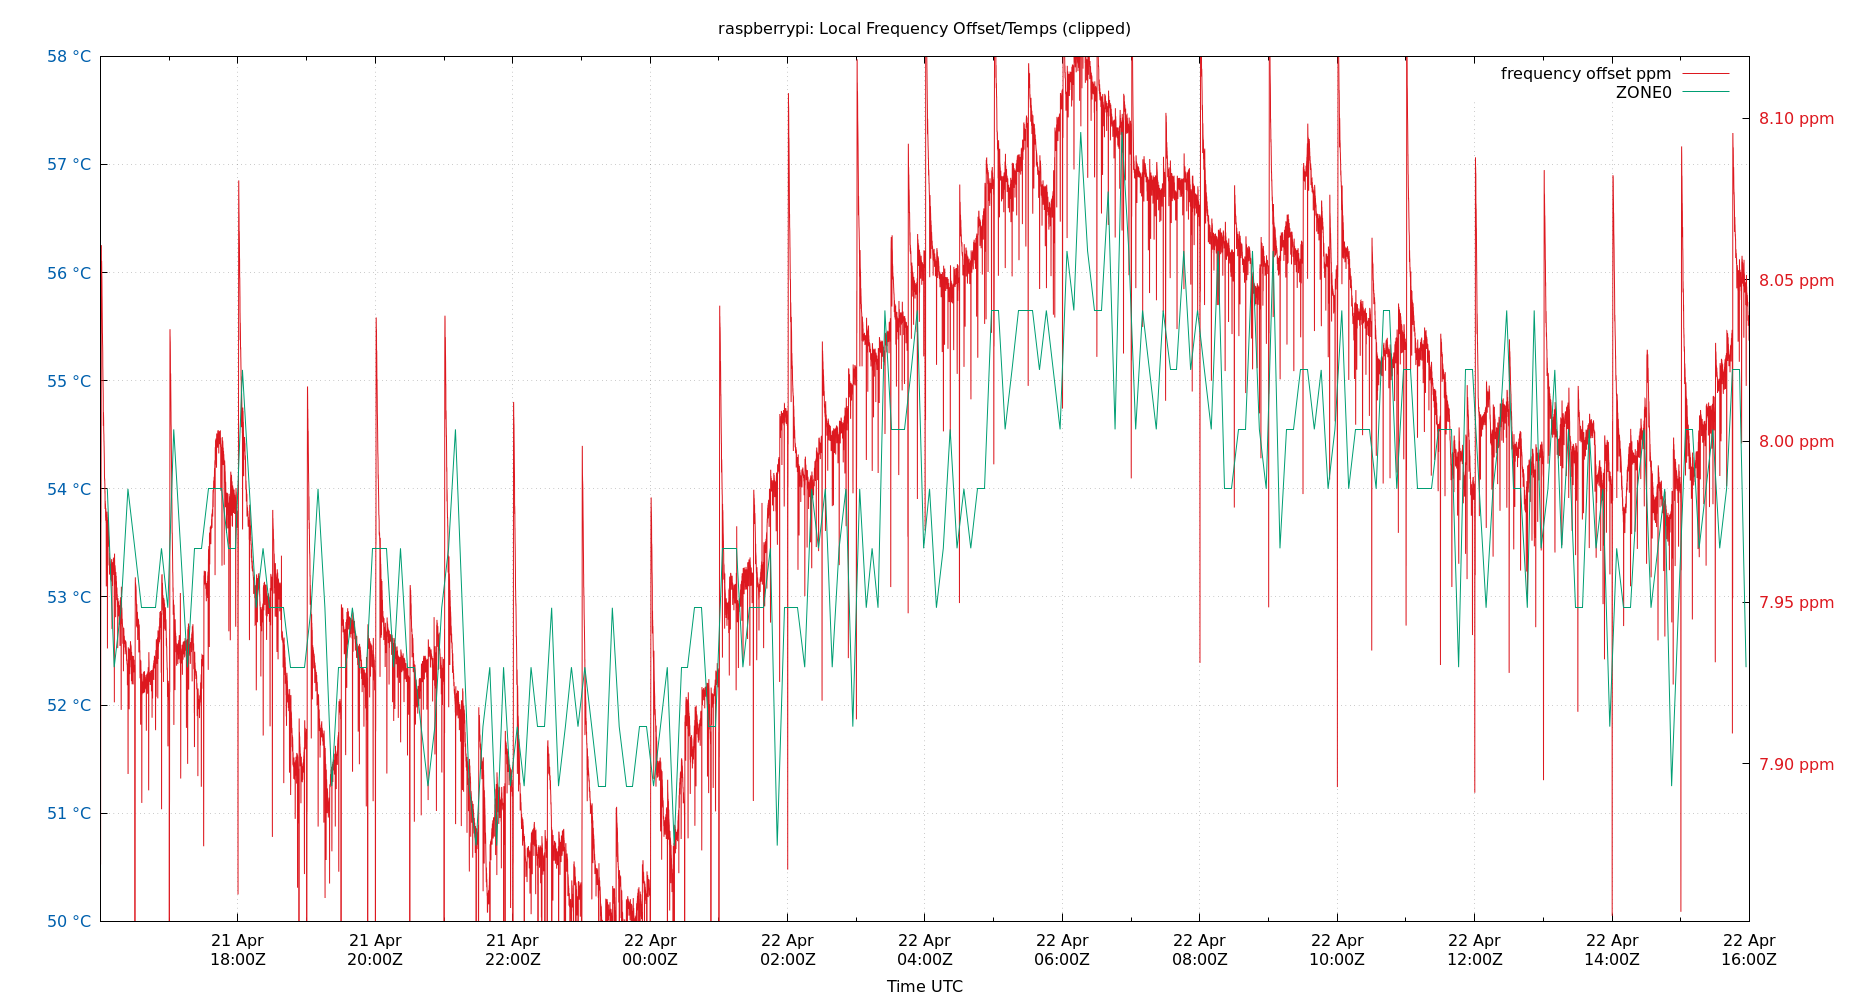 raspberrypi: Local Frequency Offset/Temps (clipped)
58 °C
57 °C
56 °C
55 °C
54 °C
53 °C
52 °C
51 °C
50 °C
frequency offset ppm
ZONE0
8.10 ppm
8.05 ppm
8.00 ppm
7.95 ppm
7.90 ppm
21 Apr
18:00Z
21 Apr
20:00Z
21 Apr
22:00Z
22 Apr
00:00Z
22 Apr
02:00Z
22 Apr
04:00Z
22 Apr
06:00Z
22 Apr
08:00Z
22 Apr
10:00Z
22 Apr
12:00Z
22 Apr
14:00Z
22 Apr
16:00Z
Time UTC